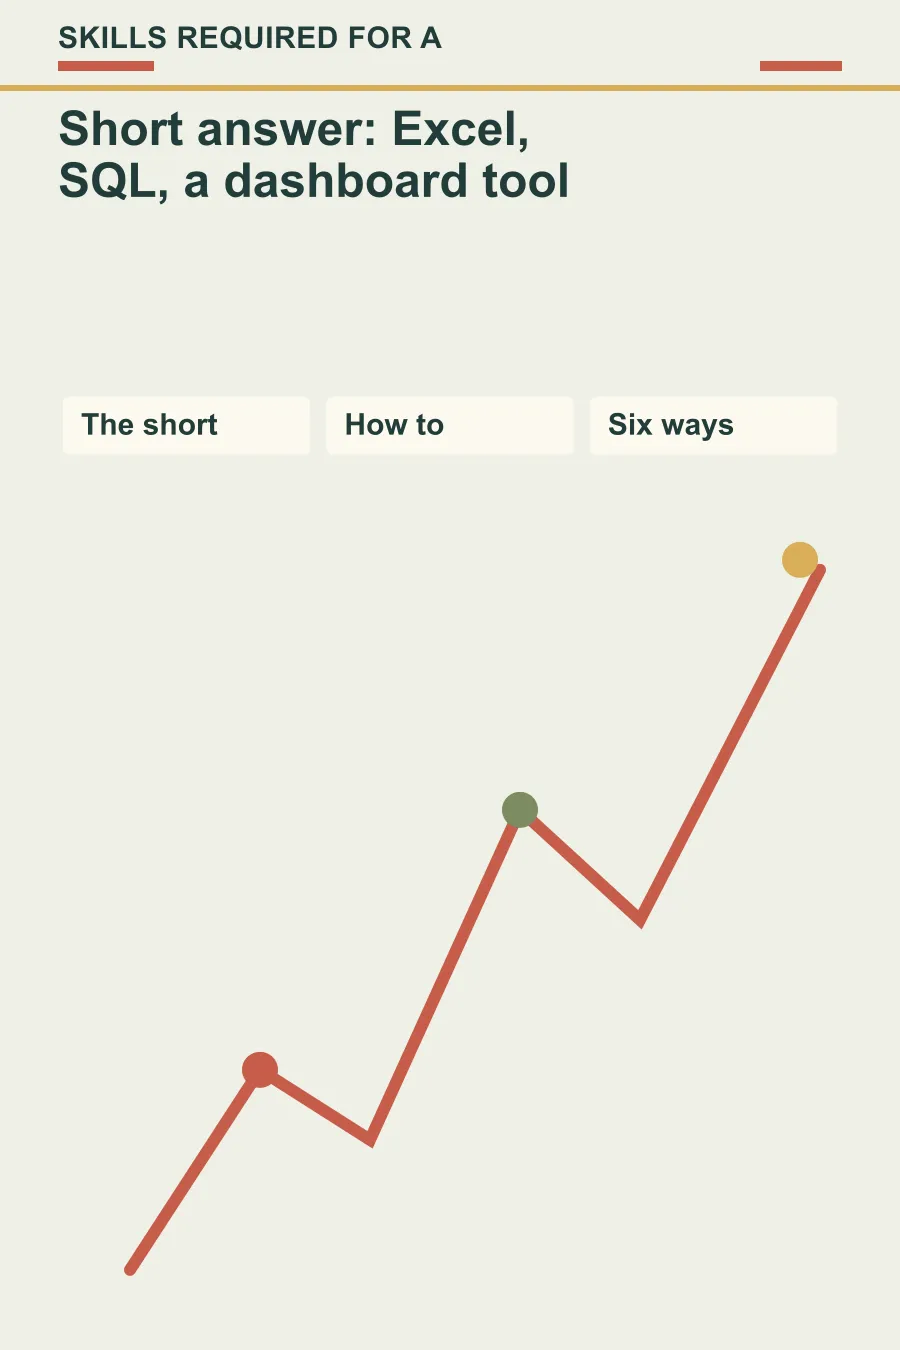 SKILLS REQUIRED FOR A
Short answer: Excel,
SQL, a dashboard tool
The short
How to
Six ways